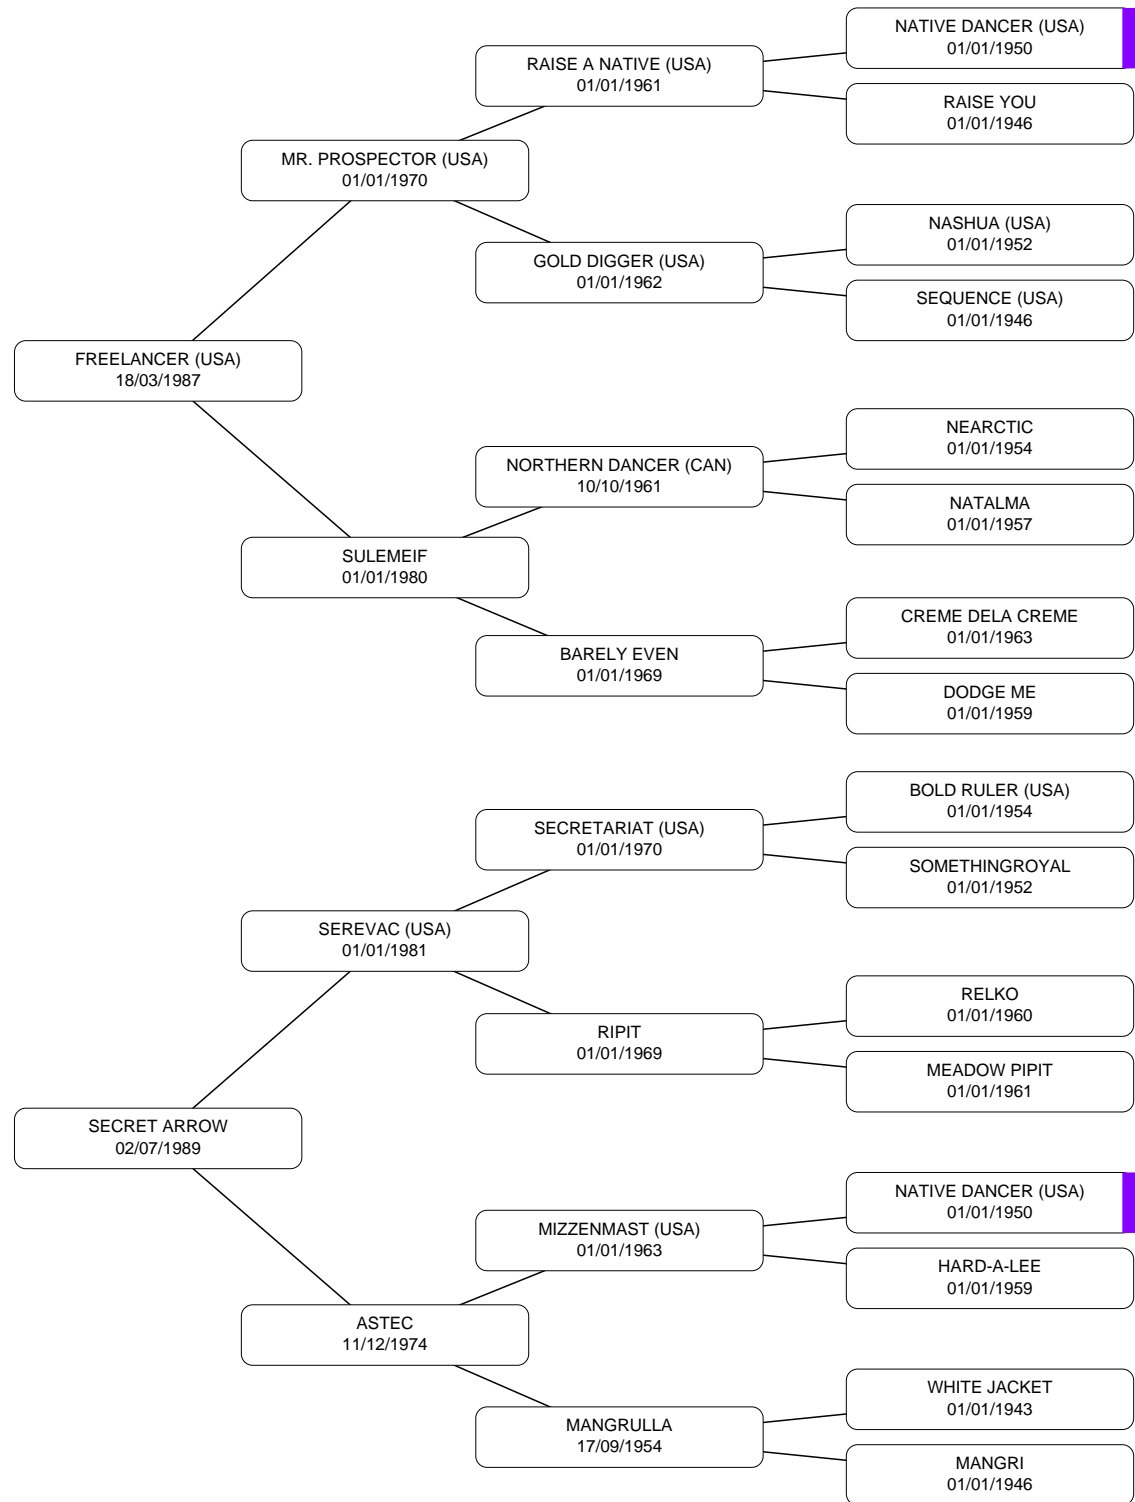 NATIVE DANCER (USA)
01/01/1950
RAISE A NATIVE (USA)
01/01/1961
RAISE YOU
01/01/1946
MR. PROSPECTOR (USA)
01/01/1970
NASHUA (USA)
01/01/1952
GOLD DIGGER (USA)
01/01/1962
SEQUENCE (USA)
01/01/1946
FREELANCER (USA)
18/03/1987
NEARCTIC
01/01/1954
NORTHERN DANCER (CAN)
10/10/1961
NATALMA
01/01/1957
SULEMEIF
01/01/1980
CREME DELA CREME
01/01/1963
BARELY EVEN
01/01/1969
DODGE ME
01/01/1959
BOLD RULER (USA)
01/01/1954
SECRETARIAT (USA)
01/01/1970
SOMETHINGROYAL
01/01/1952
SEREVAC (USA)
01/01/1981
RELKO
01/01/1960
RIPIT
01/01/1969
MEADOW PIPIT
01/01/1961
SECRET ARROW
02/07/1989
NATIVE DANCER (USA)
01/01/1950
MIZZENMAST (USA)
01/01/1963
HARD-A-LEE
01/01/1959
ASTEC
11/12/1974
WHITE JACKET
01/01/1943
MANGRULLA
17/09/1954
MANGRI
01/01/1946